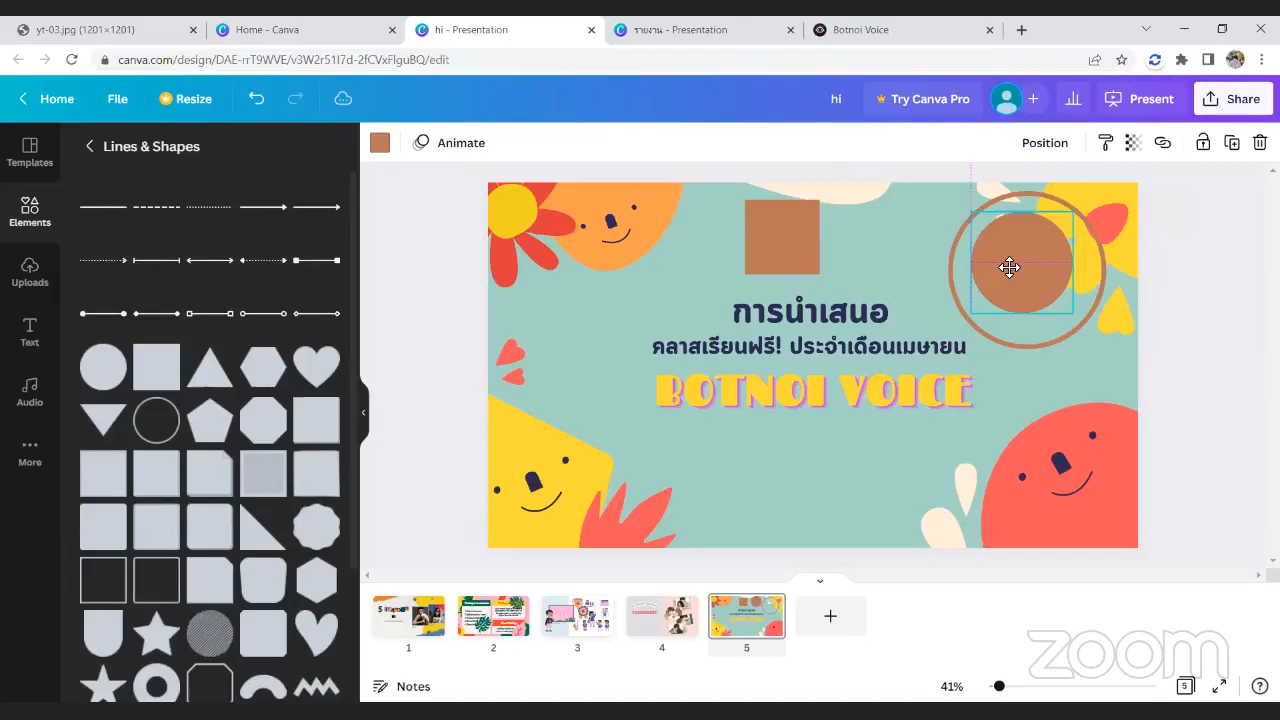 yt-03.jpg (1201×1201)
Home - Canva
hi - Presentation
รายงาน - Presentation
Botnoi Voice
canva.com/design/DAE-rrT9WVE/v3W2r51I7d-2fCVxFlguBQ/edit
Home
File
Resize
hi
Try Canva Pro
Present
Share
Templates
Elements
Uploads
Text
Audio
More
Lines & Shapes
Animate
Position
การนำเสนอ
คลาสเรียนฟรี! ประจำเดือนเมษายน
BOTNOI VOICE
1
2
3
4
5
Notes
41%
5
zoom